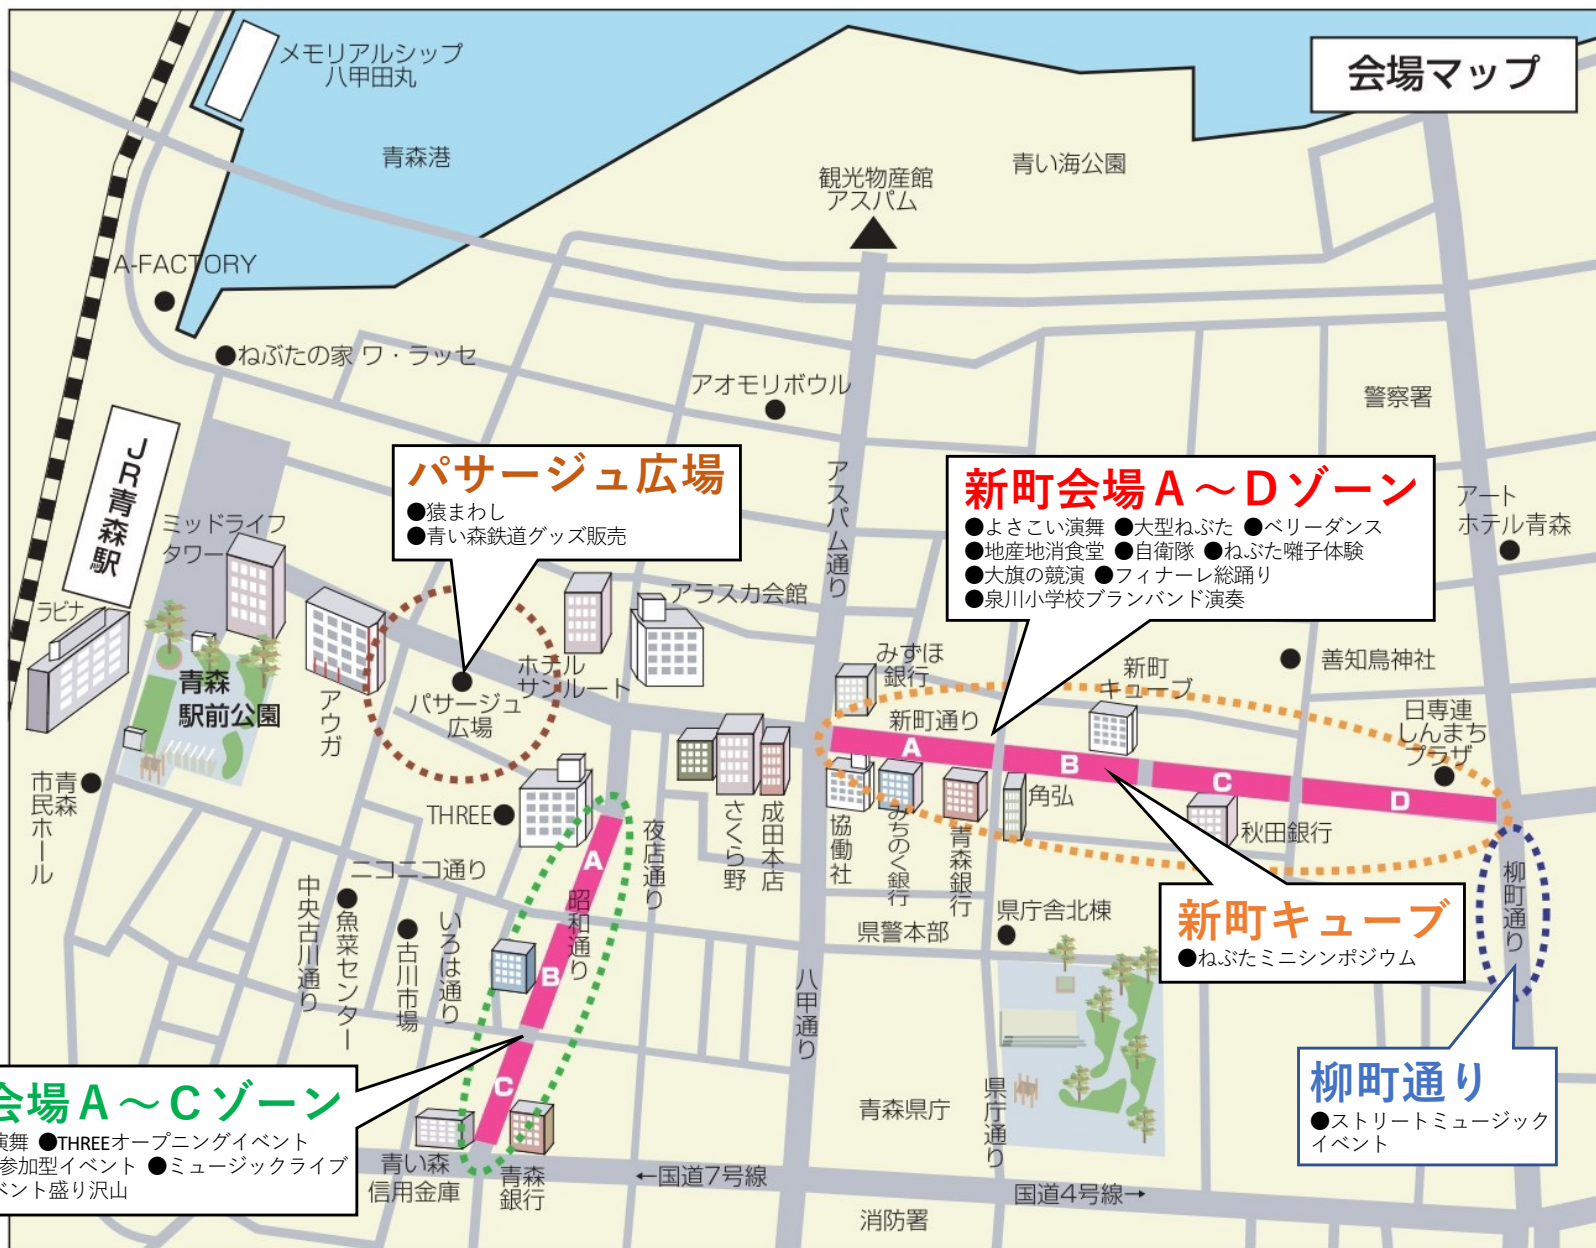 会場マップ
メモリアルシップ
八甲田丸
青森港
観光物産館
アスパム
青い海公園
A-FACTORY
ねぶたの家 ワ・ラッセ
アオモリボウル
警察署
JR青森駅
パサージュ広場
●猿まわし
●青い森鉄道グッズ販売
アスパム通り
新町会場A～Dゾーン
●よさこい演舞 ●大型ねぶた ●ベリーダンス
●地産地消食堂 ●自衛隊 ●ねぶた囃子体験
●大旗の競演 ●フィナーレ総踊り
●泉川小学校ブランバンド演奏
アート
ホテル青森
ミッドライフ
タワー
ラビナ
アラスカ会館
青森
駅前公園
アウガ
パサージュ
広場
ホテル
サンルート
みずほ
銀行
新町通り
新町
キューブ
善知鳥神社
日専連
しんまち
プラザ
A
B
C
D
青森
市民ホール
THREE
さくら野
成田本店
協働社
みちのく銀行
青森銀行
角弘
秋田銀行
夜店通り
ニコニコ通り
A
昭和通り
B
C
中央古川通り
魚菜センター
古川市場
いろは通り
県警本部
県庁舎北棟
新町キューブ
●ねぶたミニシンポジウム
柳町通り
八甲通り
会場A～Cゾーン
演舞 ●THREEオープニングイベント
参加型イベント ●ミュージックライブ
ベント盛り沢山
青い森
信用金庫
青森
銀行
青森県庁
県庁通り
柳町通り
●ストリートミュージック
イベント
←国道7号線
国道4号線→
消防署